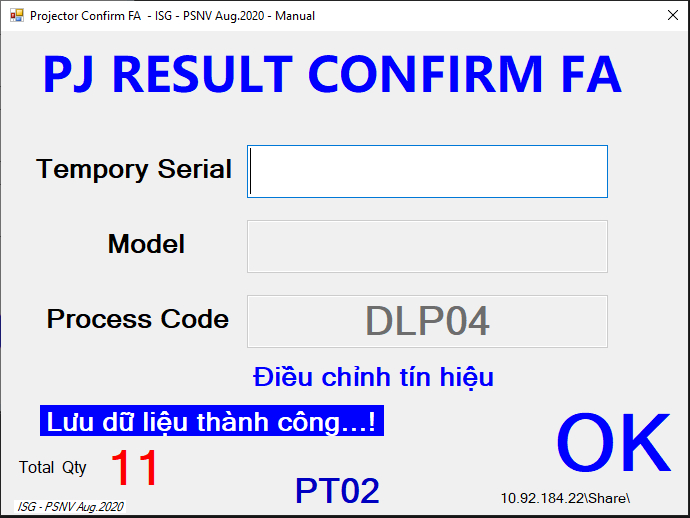 Projector Confirm FA - ISG - PSNV Aug.2020 - Manual
PJ RESULT CONFIRM FA
Tempory Serial
Model
Process Code DLP04
Điều chỉnh tín hiệu
Lưu dữ liệu thành công...!
OK
Total Qty 11
PT02
10.92.184.22\Share\
ISG - PSNV Aug.2020